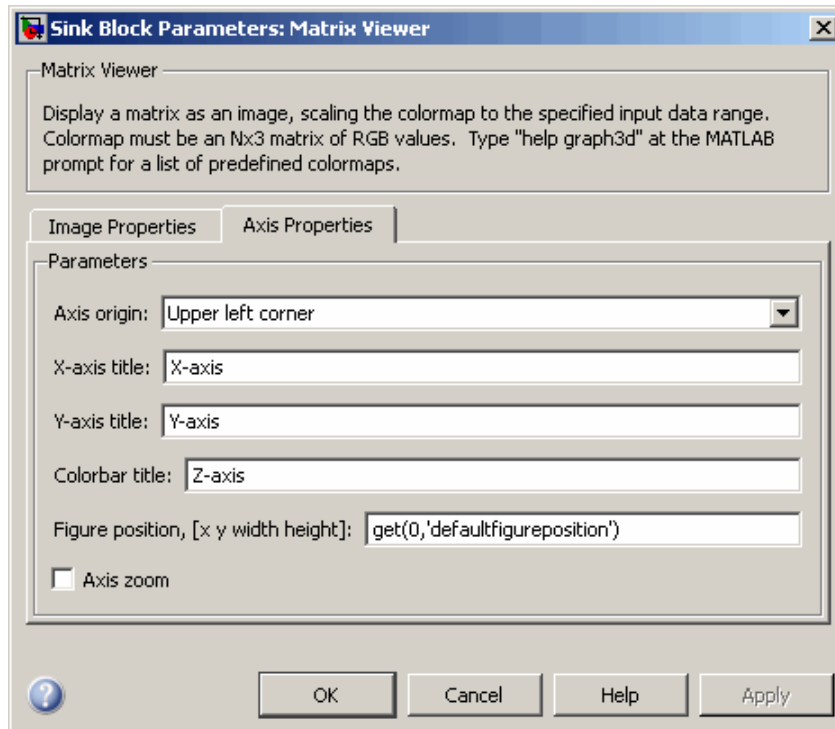 Sink Block Parameters: Matrix Viewer
Matrix Viewer
Display a matrix as an image, scaling the colormap to the specified input data range.
Colormap must be an Nx3 matrix of RGB values.  Type "help graph3d" at the MATLAB
prompt for a list of predefined colormaps.
Image Properties Axis Properties
Parameters
Axis origin: Upper left corner
X-axis title: X-axis
Y-axis title: Y-axis
Colorbar title: Z-axis
Figure position, [x y width height]: get(0,'defaultfigureposition')
Axis zoom
? OK Cancel Help Apply